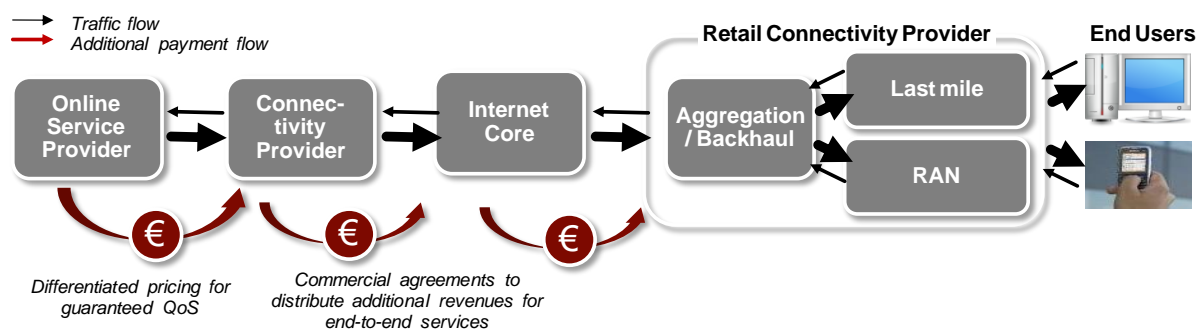 Traffic flow
Additional payment flow
Retail Connectivity Provider
End Users
Online
Service
Provider
Connec-
tivity
Provider
Internet
Core
Aggregation
/ Backhaul
Last mile
RAN
€
€
€
Differentiated pricing for
guaranteed QoS
Commercial agreements to
distribute additional revenues for
end-to-end services